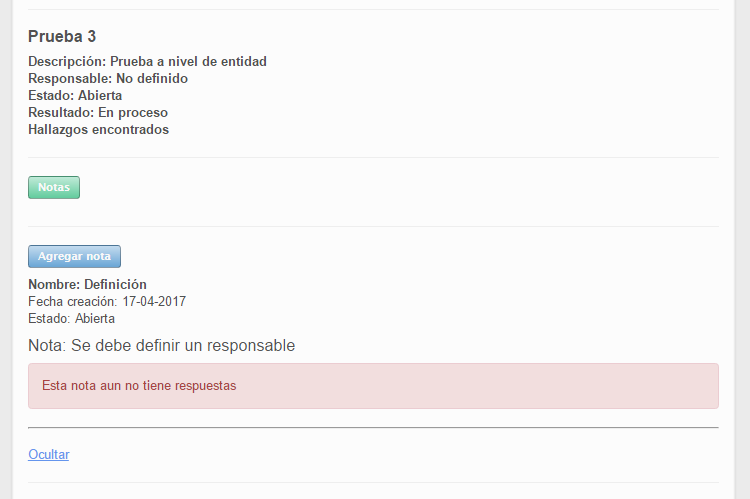 Prueba 3
Descripción: Prueba a nivel de entidad
Responsable: No definido
Estado: Abierta
Resultado: En proceso
Hallazgos encontrados
Notas
Agregar nota
Nombre: Definición
Fecha creación: 17-04-2017
Estado: Abierta
Nota: Se debe definir un responsable
Esta nota aun no tiene respuestas
Ocultar